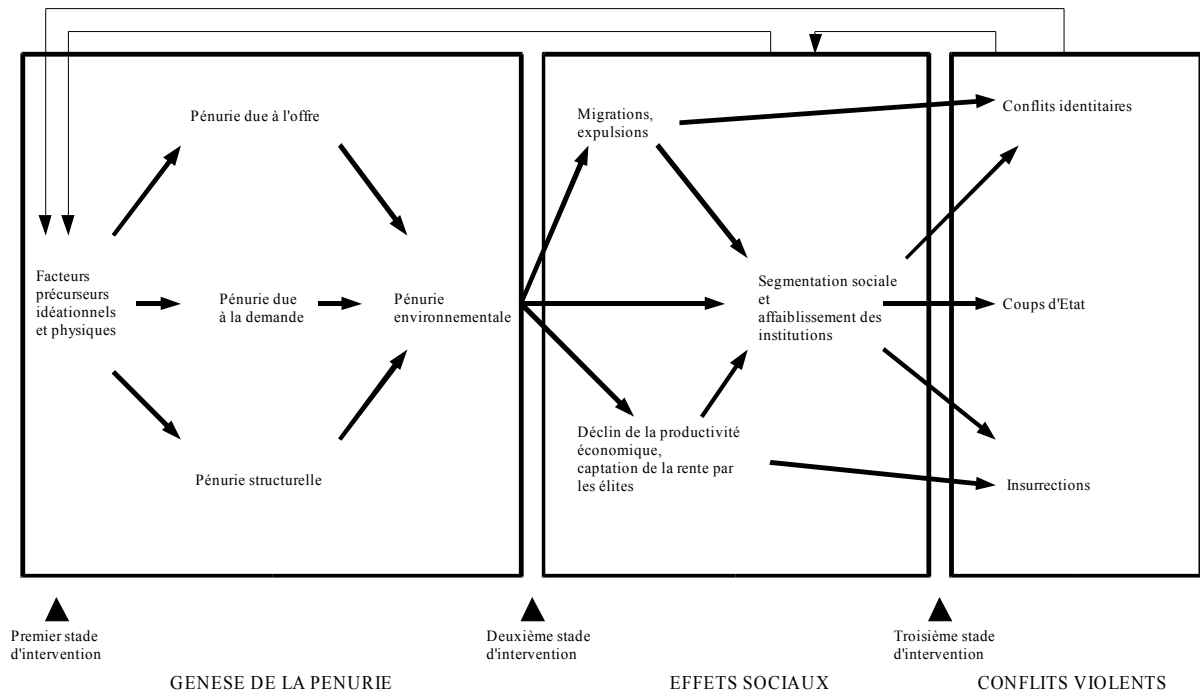 Pénurie due à l'offre
Facteurs
précurseurs
idéationnels
et physiques
Pénurie due
à la demande
Pénurie
environnementale
Pénurie structurelle
Migrations,
expulsions
Segmentation sociale
et
affaiblissement des
institutions
Déclin de la productivité
économique,
captation de la rente par
les élites
Conflits identitaires
Coups d'Etat
Insurrections
Premier stade
d'intervention
Deuxième stade
d'intervention
Troisième stade
d'intervention
GENESE DE LA PENURIE
EFFETS SOCIAUX
CONFLITS VIOLENTS